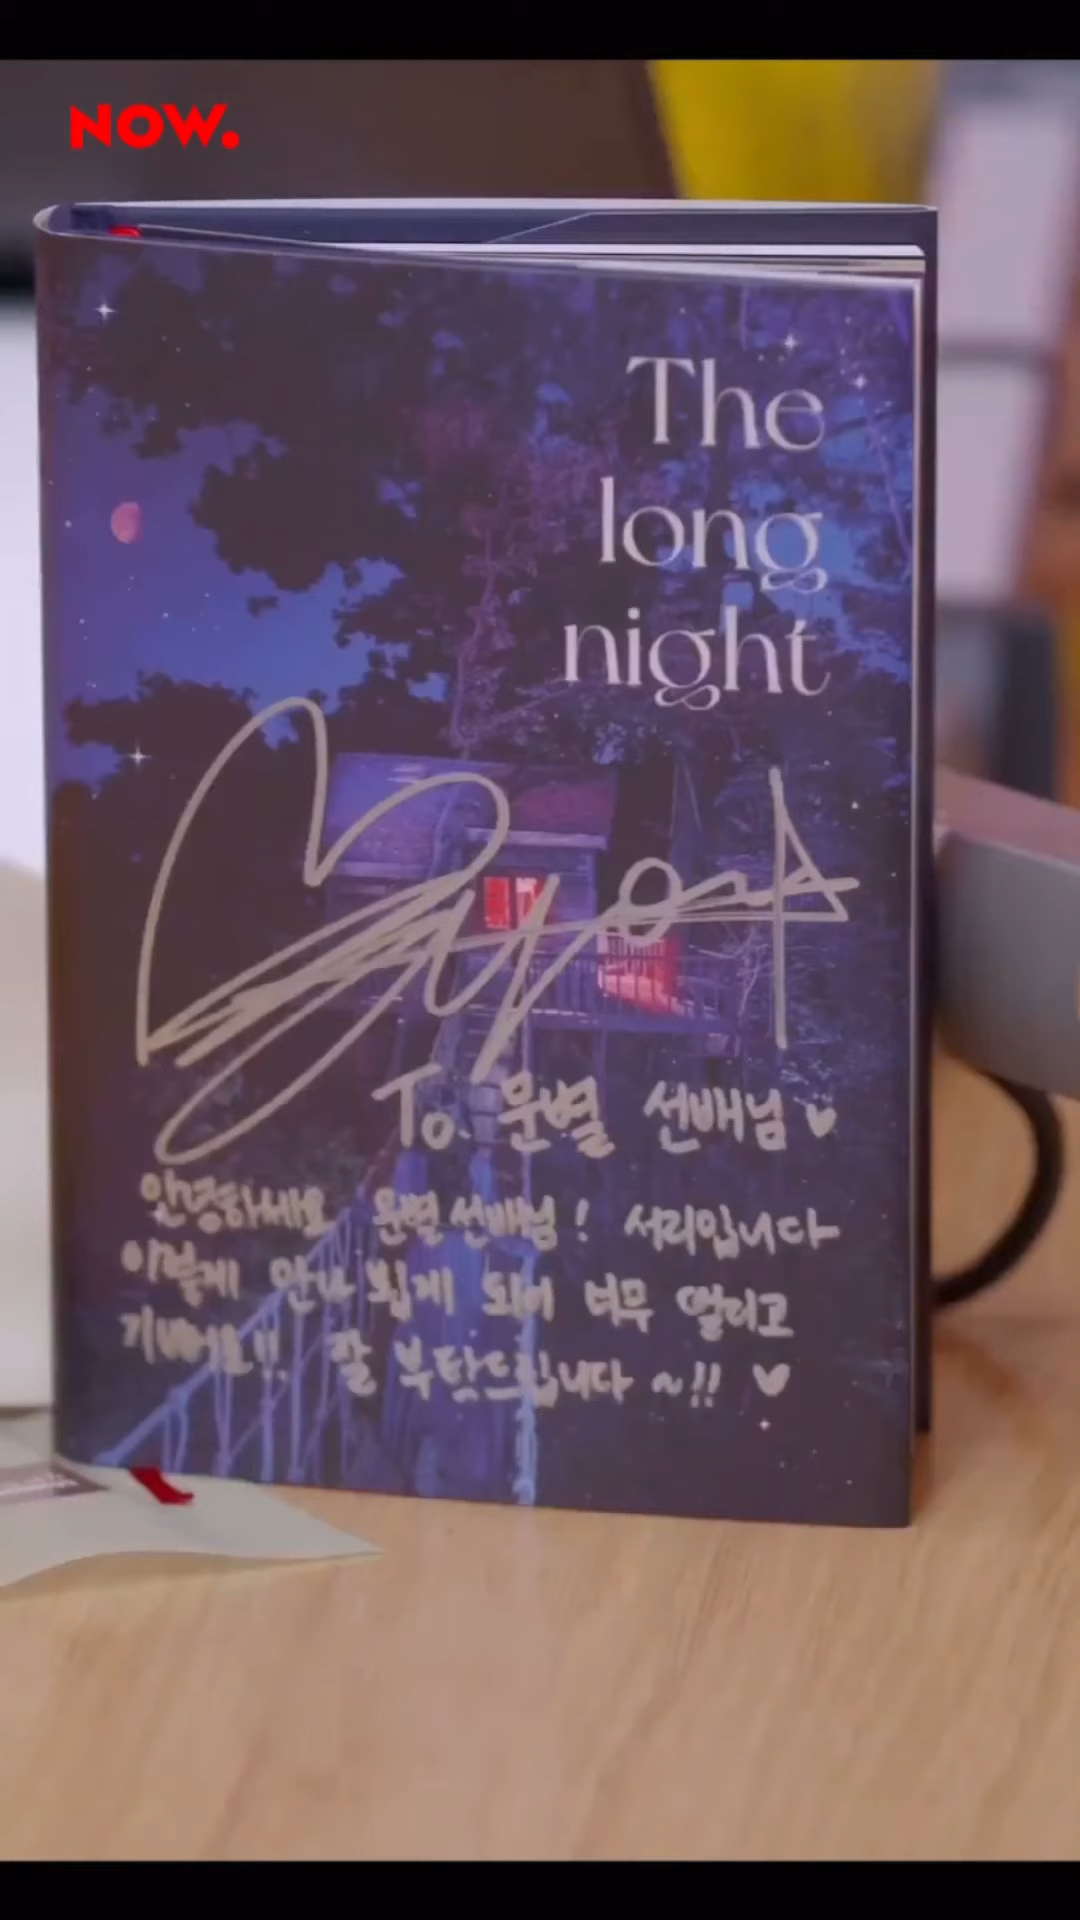 NOW.
The
long
night
To. 문별 선배님
안녕하세요 문별 선배님! 서리입니다
이렇게 만나 뵙게 되어 너무 떨리고
기뻐요!! 잘 부탁드립니다 ~!!